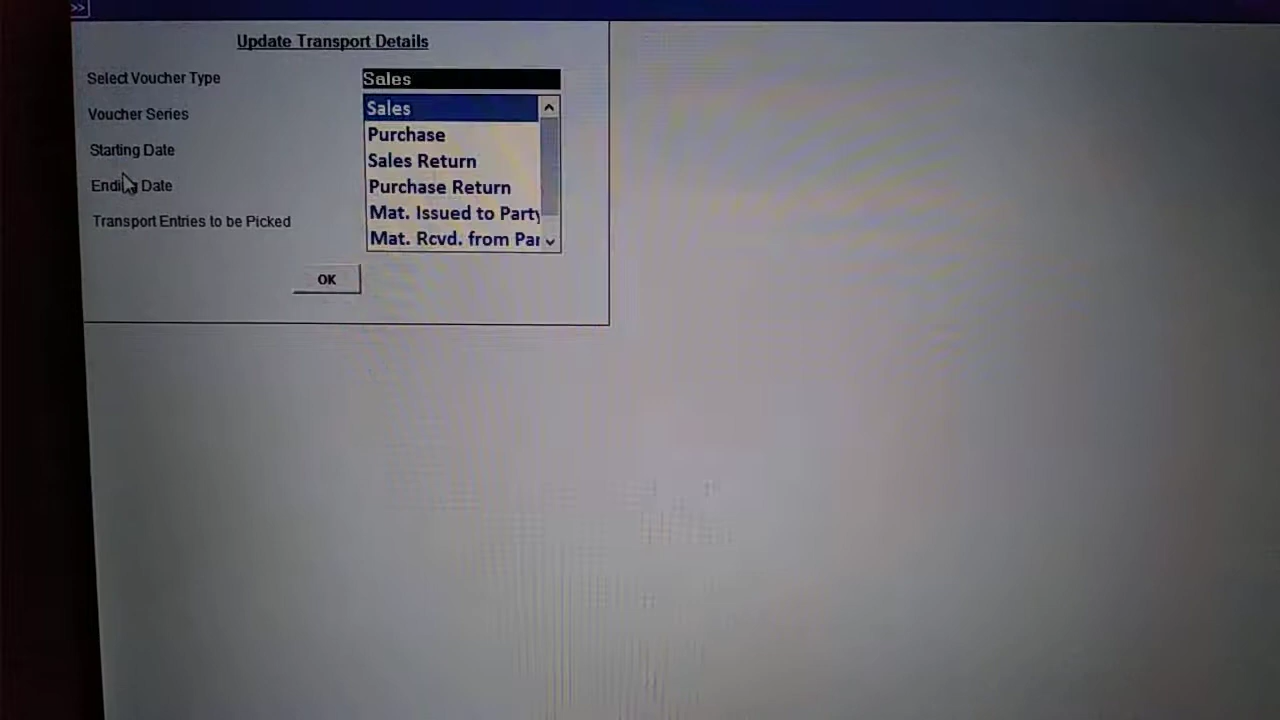 >>
Update Transport Details
Select Voucher Type
Sales
Voucher Series
Starting Date
Ending Date
Transport Entries to be Picked
Sales
Purchase
Sales Return
Purchase Return
Mat. Issued to Party
Mat. Rcvd. from Par
OK